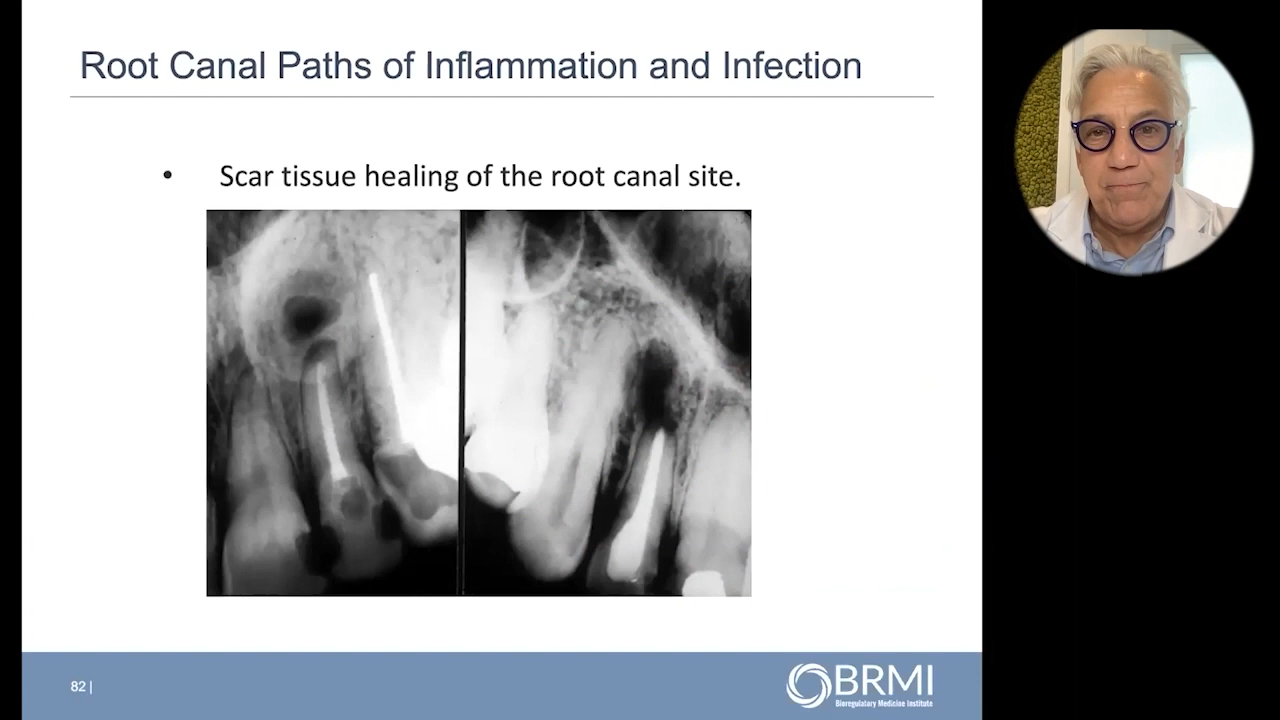 Root Canal Paths of Inflammation and Infection
• Scar tissue healing of the root canal site.
82 |
BRMI
Bioregulatory Medicine Institute